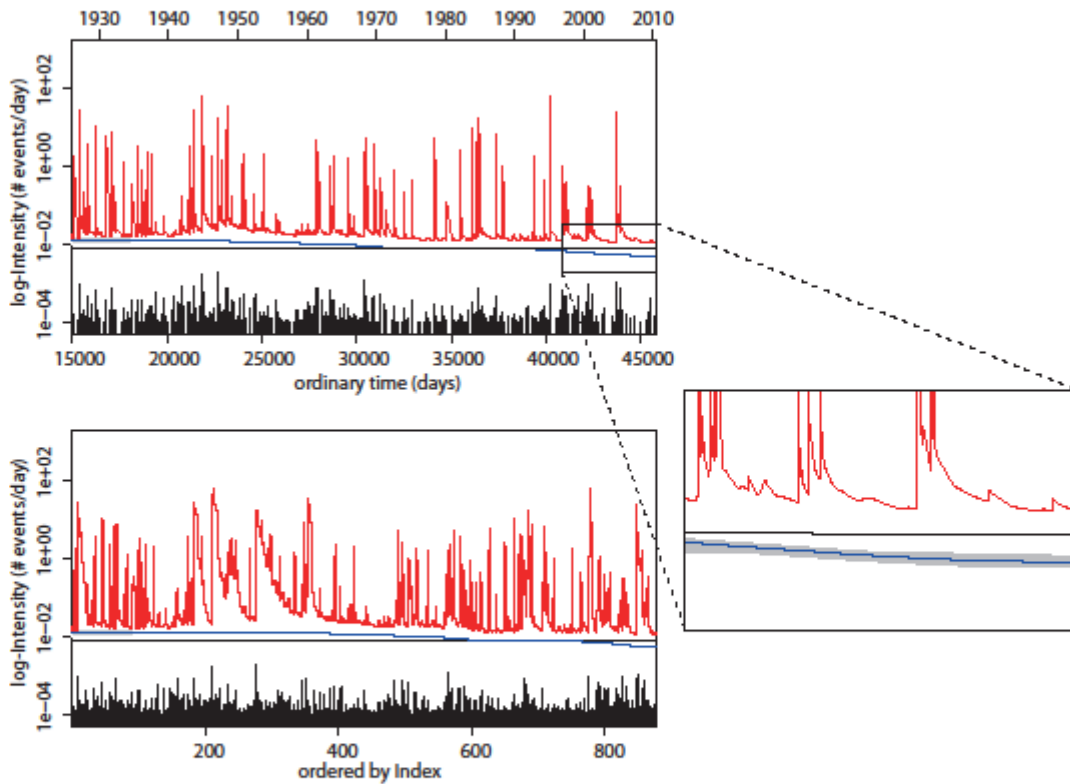 1930 1940 1950 1960 1970 1980 1990 2000 2010
log-Intensity (# events/day)
1e+02
1e+00
1e-02
1e-04
15000 20000 25000 30000 35000 40000 45000
ordinary time (days)
log-Intensity (# events/day)
1e+02
1e+00
1e-02
1e-04
200 400 600 800
ordered by Index